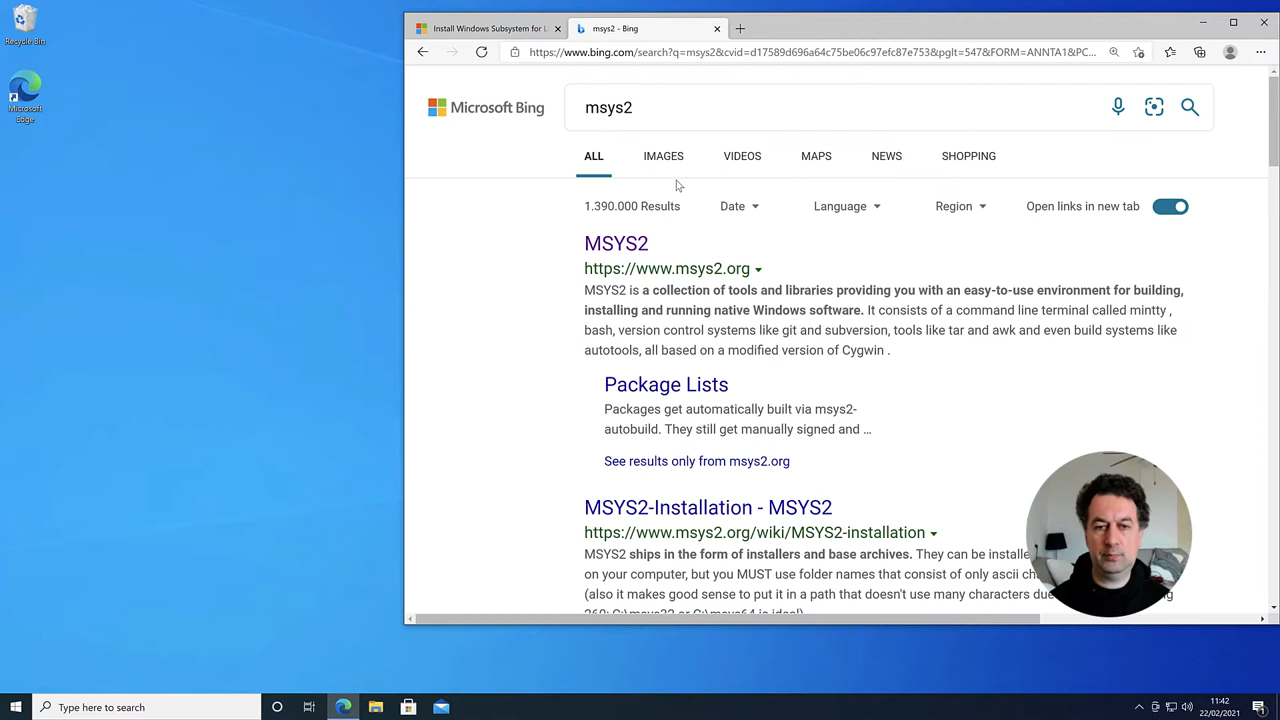 Recycle Bin
Microsoft
Edge
Install Windows Subsystem for L
msys2 - Bing
https://www.bing.com/search?q=msys2&cvid=d17589d696a64c75be06c97efc87e753&pglt=547&FORM=ANNTA1&PC...
Microsoft Bing
msys2
ALL IMAGES VIDEOS MAPS NEWS SHOPPING
1.390.000 Results Date Language Region Open links in new tab
MSYS2
https://www.msys2.org
MSYS2 is a collection of tools and libraries providing you with an easy-to-use environment for building,
installing and running native Windows software. It consists of a command line terminal called mintty ,
bash, version control systems like git and subversion, tools like tar and awk and even build systems like
autotools, all based on a modified version of Cygwin .
Package Lists
Packages get automatically built via msys2-
autobuild. They still get manually signed and ...
See results only from msys2.org
MSYS2-Installation - MSYS2
https://www.msys2.org/wiki/MSYS2-installation
MSYS2 ships in the form of installers and base archives. They can be installe
on your computer, but you MUST use folder names that consist of only ascii ch
(also it makes good sense to put it in a path that doesn't use many characters du
260: C:\msys32 or C:\msys64 is ideal)
Type here to search
11:42
22/02/2021